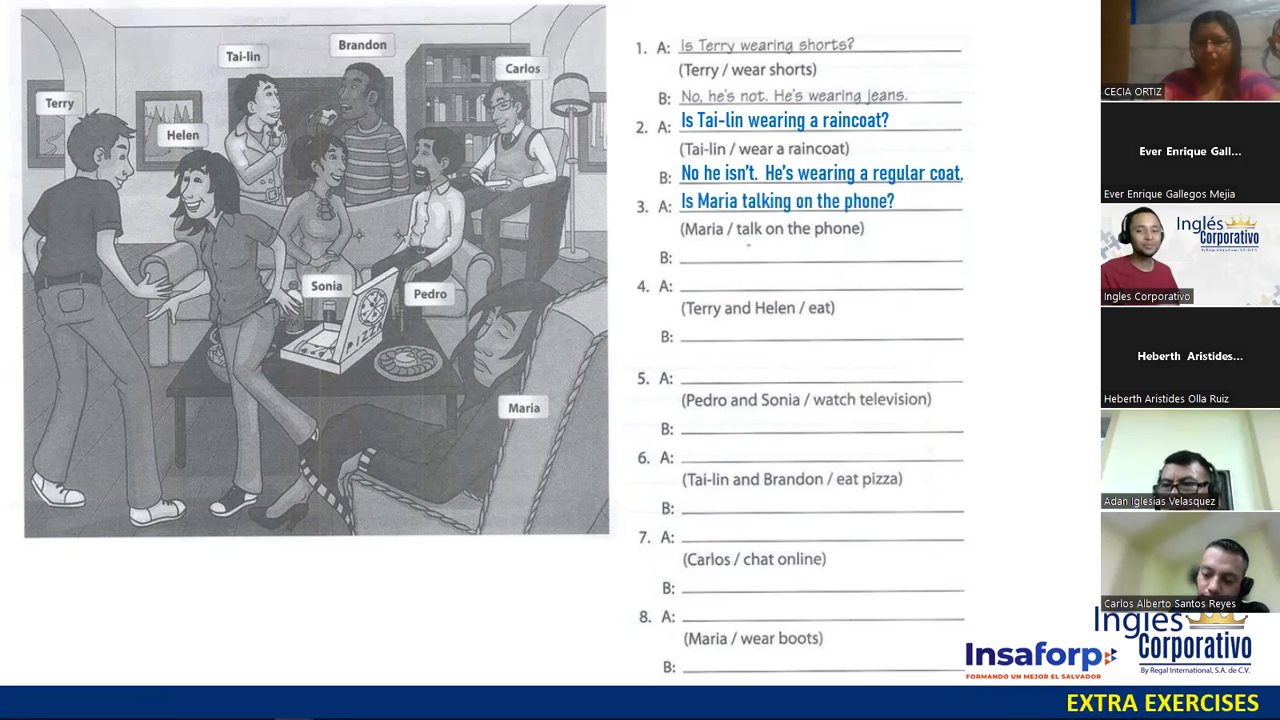 Terry
Tai-lin
Brandon
Carlos
Helen
Sonia
Pedro
PIZZA
Maria
1. A: Is Terry wearing shorts?
(Terry / wear shorts)
B: No, he's not. He's wearing jeans.
2. A: Is Tai-lin wearing a raincoat?
(Tai-lin / wear a raincoat)
B: No he isn't. He's wearing a regular coat.
3. A: Is Maria talking on the phone?
(Maria / talk on the phone)
B:
4. A:
(Terry and Helen / eat)
B:
5. A:
(Pedro and Sonia / watch television)
B:
6. A:
(Tai-lin and Brandon / eat pizza)
B:
7. A:
(Carlos / chat online)
B:
8. A:
(Maria / wear boots)
B:
CECIA ORTIZ
Ever Enrique Gall...
Ever Enrique Gallegos Mejia
Inglés
Corporativo
By Regal International, S.A. de C.V.
Ingles Corporativo
Heberth Aristides...
Heberth Aristides Olla Ruiz
Adan Iglesias Velasquez
Carlos Alberto Santos Reyes
Inglés
Corporativo
By Regal International, S.A. de C.V.
Insaforp
FORMANDO UN MEJOR EL SALVADOR
EXTRA EXERCISES